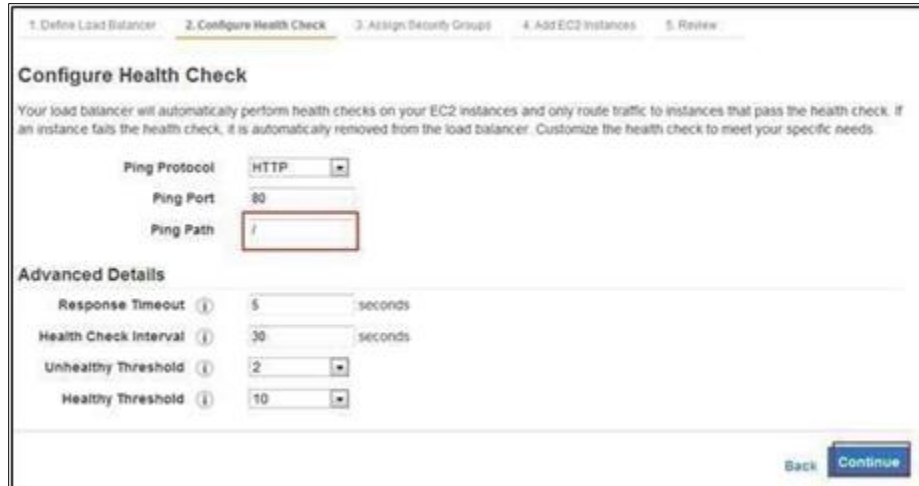 1. Define Load Balancer 2. Configure Health Check 3. Assign Security Groups 4. Add EC2 Instances 5. Review
Configure Health Check
Your load balancer will automatically perform health checks on your EC2 instances and only route traffic to instances that pass the health check. If
an instance fails the health check, it is automatically removed from the load balancer. Customize the health check to meet your specific needs.
Ping Protocol HTTP
Ping Port 80
Ping Path /
Advanced Details
Response Timeout i 5 seconds
Health Check Interval i 30 seconds
Unhealthy Threshold i 2
Healthy Threshold i 10
Back Continue